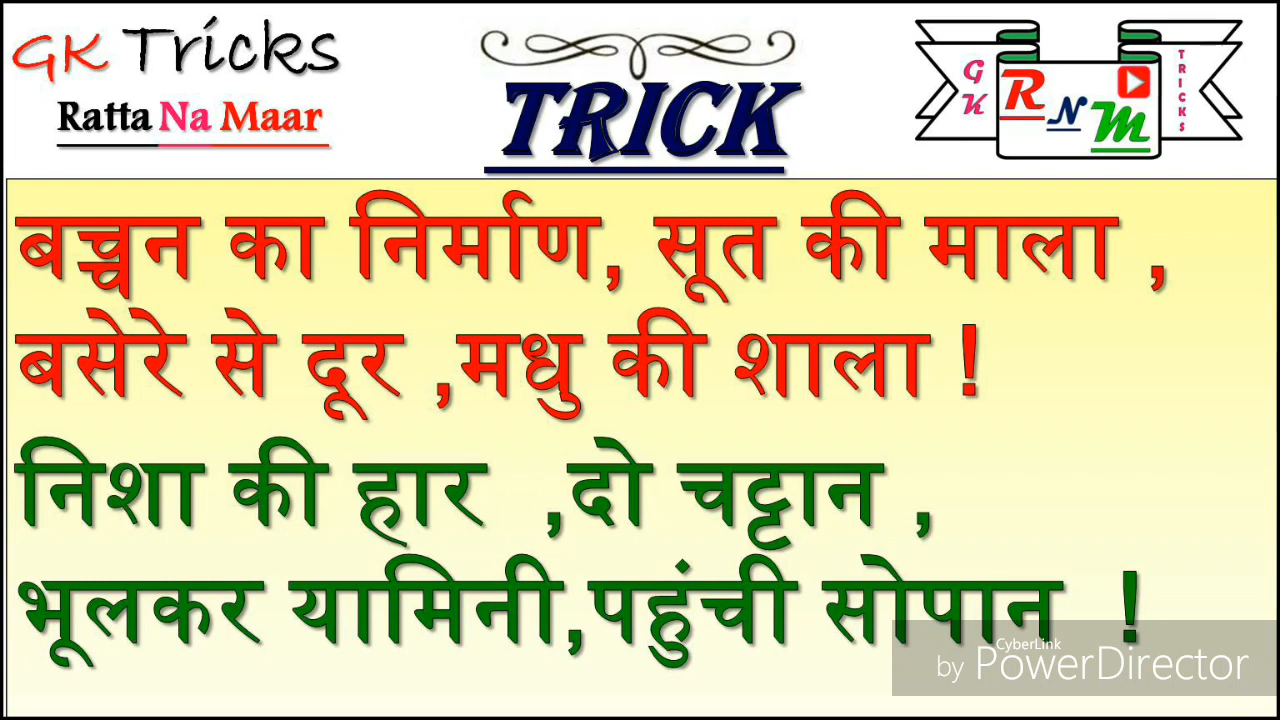 GK Tricks
Ratta Na Maar
TRICK
GK RNM TRICKS
बच्चन का निर्माण, सूत की माला ,
बसेरे से दूर ,मधु की शाला !
निशा की हार ,दो चट्टान ,
भूलकर यामिनी,पहुंची सोपान !
by CyberLink PowerDirector